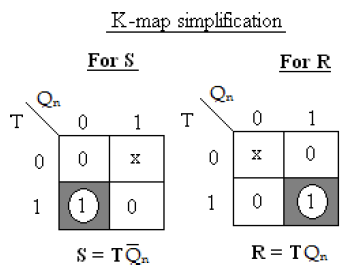 K-map simplification
For S
For R
Qn
Qn
T 0 1
T 0 1
0 0 x
0 x 0
1 1 0
1 0 1
S = TQ̅n
R = TQn